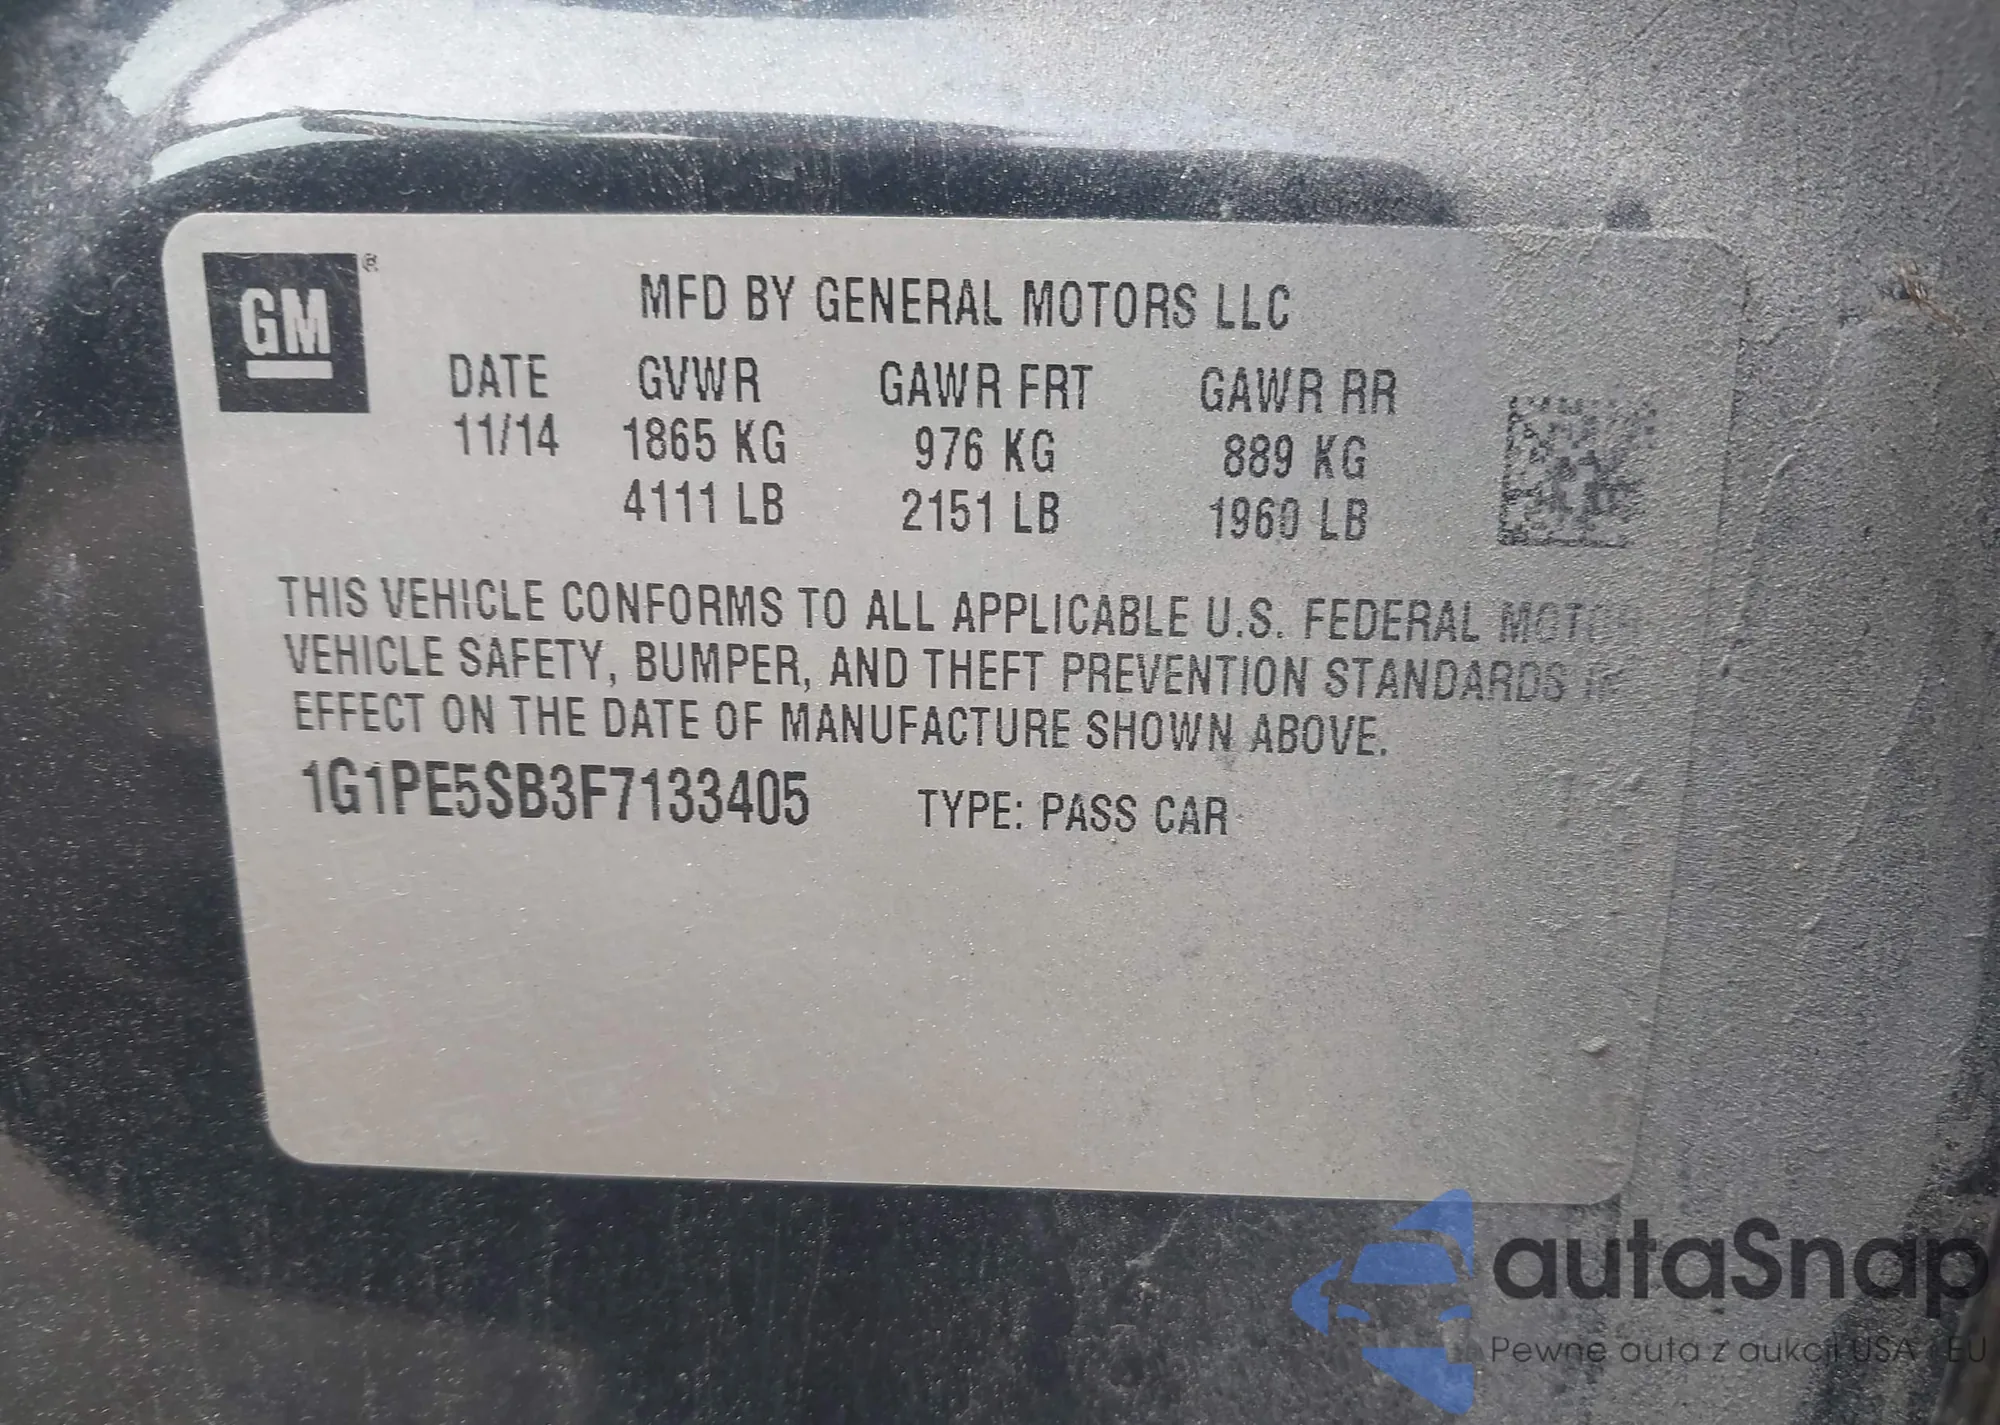 GM ®
MFD BY GENERAL MOTORS LLC
DATE GVWR GAWR FRT GAWR RR
11/14 1865 KG 976 KG 889 KG
4111 LB 2151 LB 1960 LB
THIS VEHICLE CONFORMS TO ALL APPLICABLE U.S. FEDERAL MOTOR
VEHICLE SAFETY, BUMPER, AND THEFT PREVENTION STANDARDS IN
EFFECT ON THE DATE OF MANUFACTURE SHOWN ABOVE.
1G1PE5SB3F7133405 TYPE: PASS CAR
autaSnap
Pewne auta z aukcji USA i EU